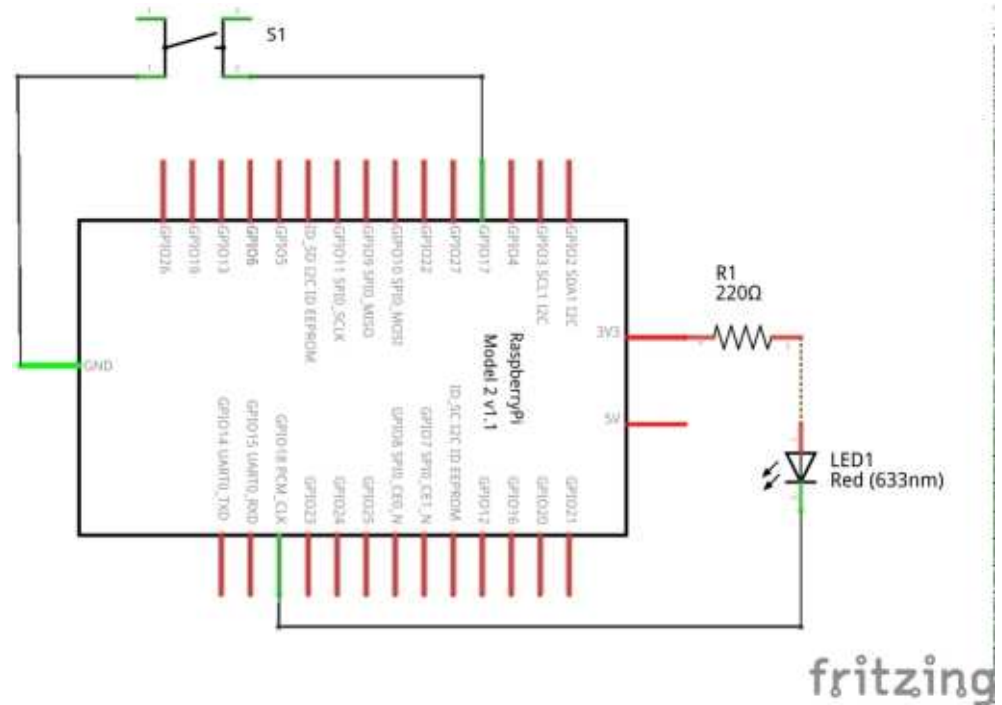 S1
GPIO26
GPIO19
GPIO13
GPIO6
GPIO5
ID_SD I2C ID EEPROM
GPIO11 SPI0_SCLK
GPIO9 SPI0_MISO
GPIO10 SPI0_MOSI
GPIO22
GPIO27
GPIO17
GPIO4
GPIO3 SCL1 I2C
GPIO2 SDA1 I2C
R1
220Ω
3V3
RaspberryPi
Model 2 v1.1
GND
5V
LED1
Red (633nm)
GPIO14 UART0_TXD
GPIO15 UART0_RXD
GPIO18 PCM_CLK
GPIO23
GPIO24
GPIO25
GPIO8 SPI0_CE0_N
GPIO7 SPI0_CE1_N
ID_SC I2C ID EEPROM
GPIO12
GPIO16
GPIO20
GPIO21
fritzing